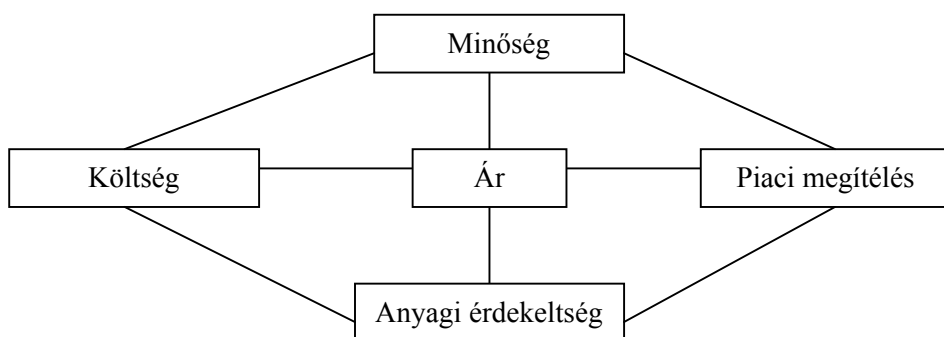 Minőség
Költség
Ár
Piaci megítélés
Anyagi érdekeltség